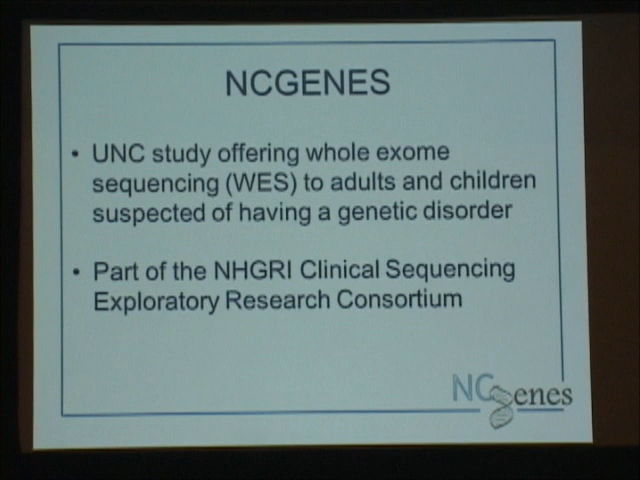 NCGENES
• UNC study offering whole exome
sequencing (WES) to adults and children
suspected of having a genetic disorder
• Part of the NHGRI Clinical Sequencing
Exploratory Research Consortium
NCgenes